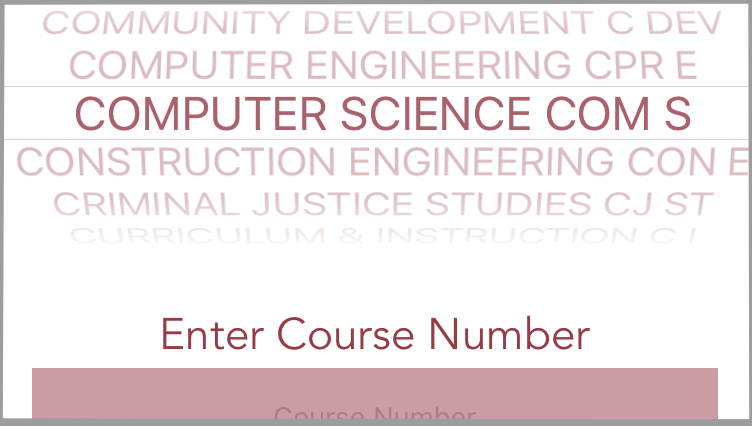 COMMUNITY DEVELOPMENT C DEV
COMPUTER ENGINEERING CPR E
COMPUTER SCIENCE COM S
CONSTRUCTION ENGINEERING CON E
CRIMINAL JUSTICE STUDIES CJ ST
CURRICULUM & INSTRUCTION C I
Enter Course Number
Course Number